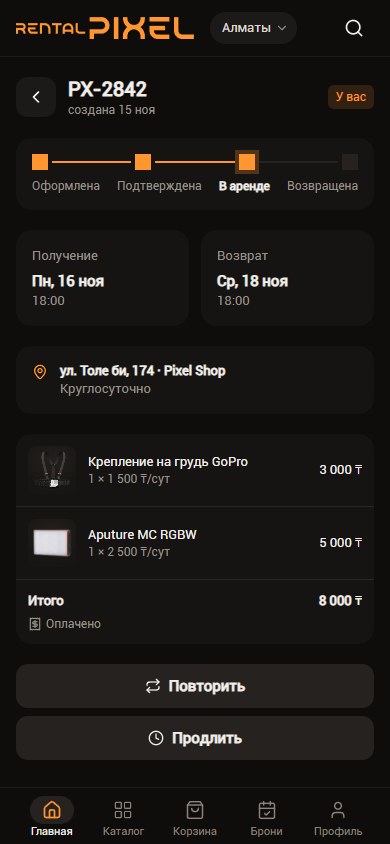 RENTAL PIXEL
Алматы
PX-2842
создана 15 ноя
У вас
Оформлена Подтверждена В аренде Возвращена
Получение
Пн, 16 ноя
18:00
Возврат
Ср, 18 ноя
18:00
ул. Толе би, 174 · Pixel Shop
Круглосуточно
Крепление на грудь GoPro
1 × 1 500 ₸/сут
3 000 ₸
Aputure MC RGBW
1 × 2 500 ₸/сут
5 000 ₸
Итого 8 000 ₸
Оплачено
Повторить
Продлить
Главная Каталог Корзина Брони Профиль